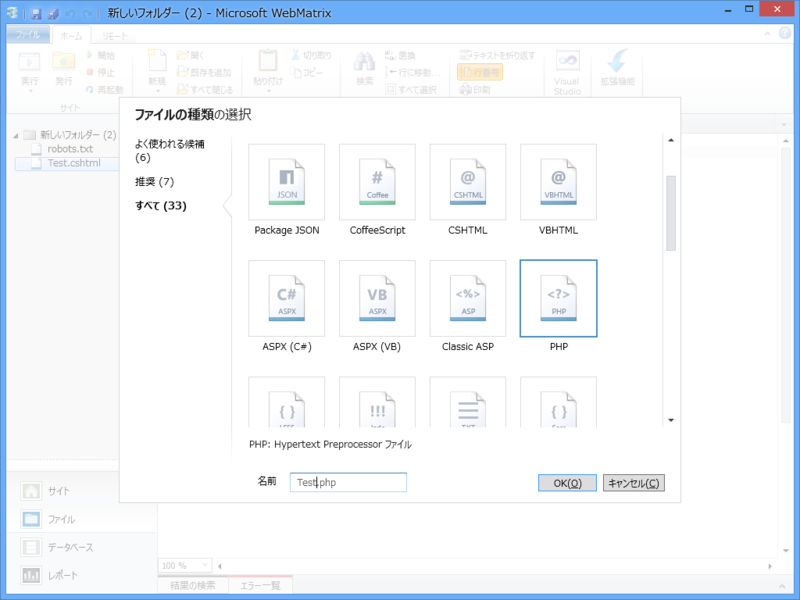 新しいフォルダー (2) - Microsoft WebMatrix
ファイル
ホーム
リモート
実行
発行
開始
停止
再起動
サイト
新規
開く
既存を追加
すべて閉じる
貼り付け
切り取り
コピー
検索
置換
行に移動...
すべて選択
テキストを折り返す
行番号
印刷
Visual
Studio
拡張機能
新しいフォルダー (2)
robots.txt
Test.cshtml
ファイルの種類の選択
よく使われる候補
(6)
推奨 (7)
すべて (33)
JSON
Package JSON
#
Coffee
CoffeeScript
@
CSHTML
CSHTML
@
VBHTML
VBHTML
C#
ASPX
ASPX (C#)
VB
ASPX
ASPX (VB)
<%>
ASP
Classic ASP
<?>
PHP
PHP
{ }
!!!
{ }
PHP: Hypertext Preprocessor ファイル
名前
Test.php
OK(O)
キャンセル(C)
サイト
ファイル
データベース
レポート
100 %
結果の検索
エラー一覧